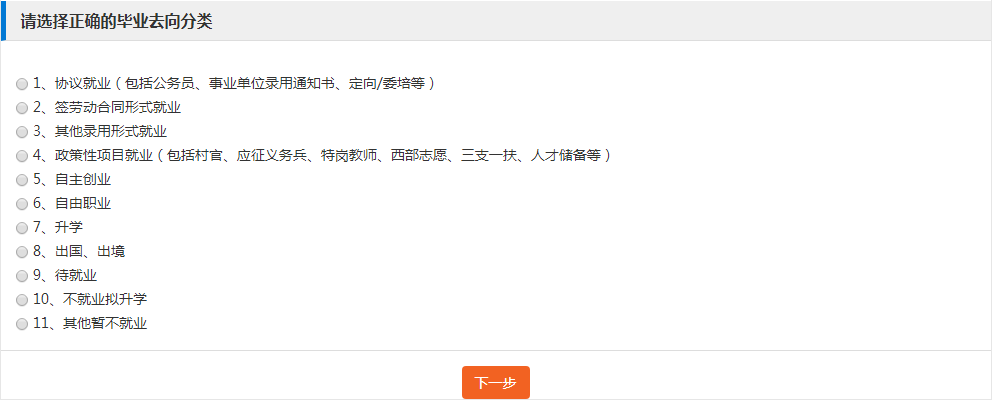 请选择正确的毕业去向分类
1、协议就业（包括公务员、事业单位录用通知书、定向/委培等）
2、签劳动合同形式就业
3、其他录用形式就业
4、政策性项目就业（包括村官、应征义务兵、特岗教师、西部志愿、三支一扶、人才储备等）
5、自主创业
6、自由职业
7、升学
8、出国、出境
9、待就业
10、不就业拟升学
11、其他暂不就业
下一步